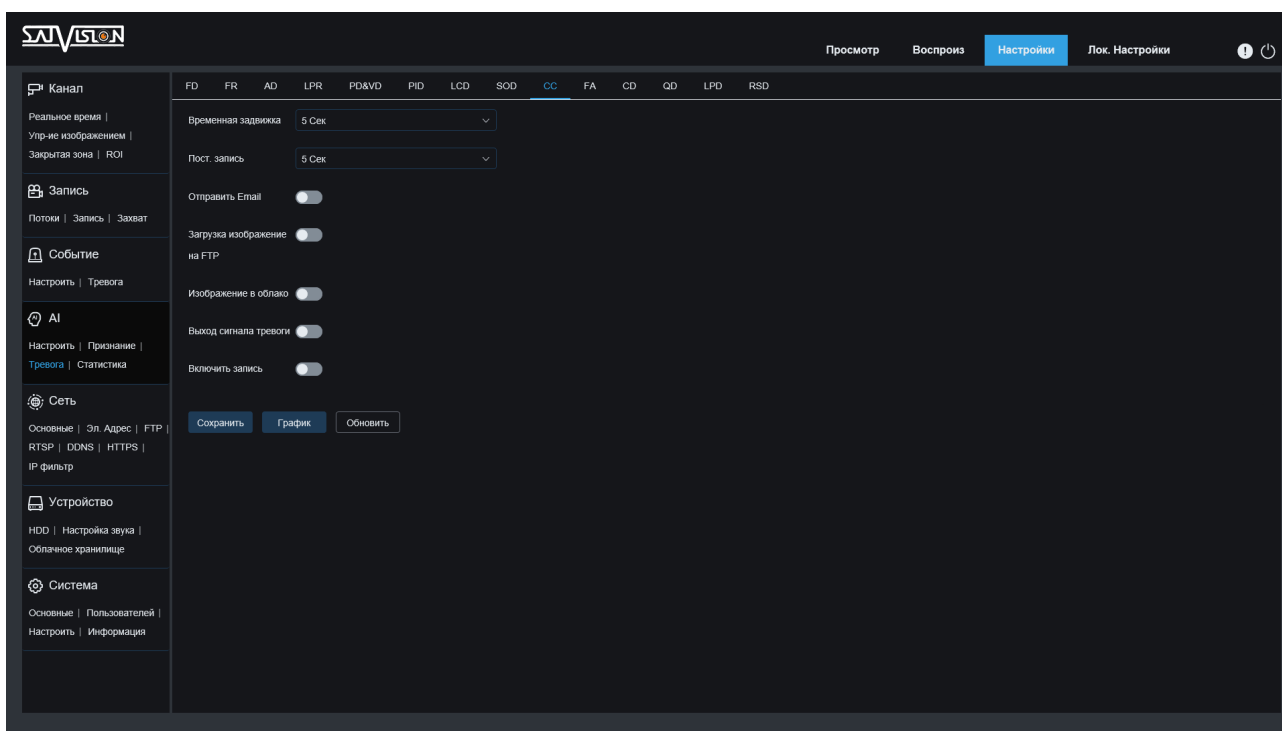 SATVISION
Просмотр Воспроиз Настройки Лок. Настройки
Канал
Реальное время |
Упр-ие изображением |
Закрытая зона | ROI
Запись
Потоки | Запись | Захват
Событие
Настроить | Тревога
AI
Настроить | Признание |
Тревога | Статистика
Сеть
Основные | Эл. Адрес | FTP |
RTSP | DDNS | HTTPS |
IP фильтр
Устройство
HDD | Настройка звука |
Облачное хранилище
Система
Основные | Пользователей |
Настроить | Информация
FD FR AD LPR PD&VD PID LCD SOD CC FA CD QD LPD RSD
Временная задвижка 5 Сек
Пост. запись 5 Сек
Отправить Email
Загрузка изображение
на FTP
Изображение в облако
Выход сигнала тревоги
Включить запись
Сохранить График Обновить